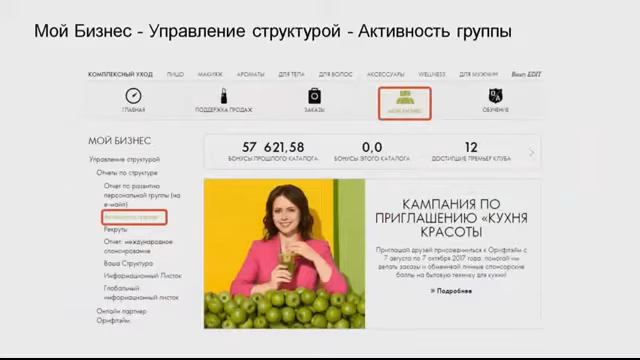 Мой Бизнес - Управление структурой - Активность группы
КОМПЛЕКСНЫЙ УХОД ЛИЦО МАКИЯЖ АРОМАТЫ ДЛЯ ТЕЛА ДЛЯ ВОЛОС АКСЕССУАРЫ WELLNESS ДЛЯ МУЖЧИН Beauty EDIT
ГЛАВНАЯ ПОДДЕРЖКА ПРОДАЖ ЗАКАЗЫ МОЙ БИЗНЕС ОБУЧЕНИЕ
МОЙ БИЗНЕС
Управление структурой
Отчеты по структуре
Отчет по развитию
персональной группы (на
e-майл)
Активность группы
Рекруты
Отчет: международное
спонсирование
Ваша Структура
Информационный Листок
Глобальный
информационный листок
Онлайн партнер
Орифлэйм
57 621,58 0,0 12
БОНУСЫ ПРОШЛОГО КАТАЛОГА БОНУСЫ ЭТОГО КАТАЛОГА ДОСТИГШИЕ ПРЕМЬЕР КЛУБА
КАМПАНИЯ ПО
ПРИГЛАШЕНИЮ «КУХНЯ
КРАСОТЫ
Приглашай друзей присоединиться к Орифлэйм с
7 августа по 7 октября 2017 года, помогай им
делать заказы и обменивай личные спонсорские
баллы на бытовую технику для кухни!
» Подробнее